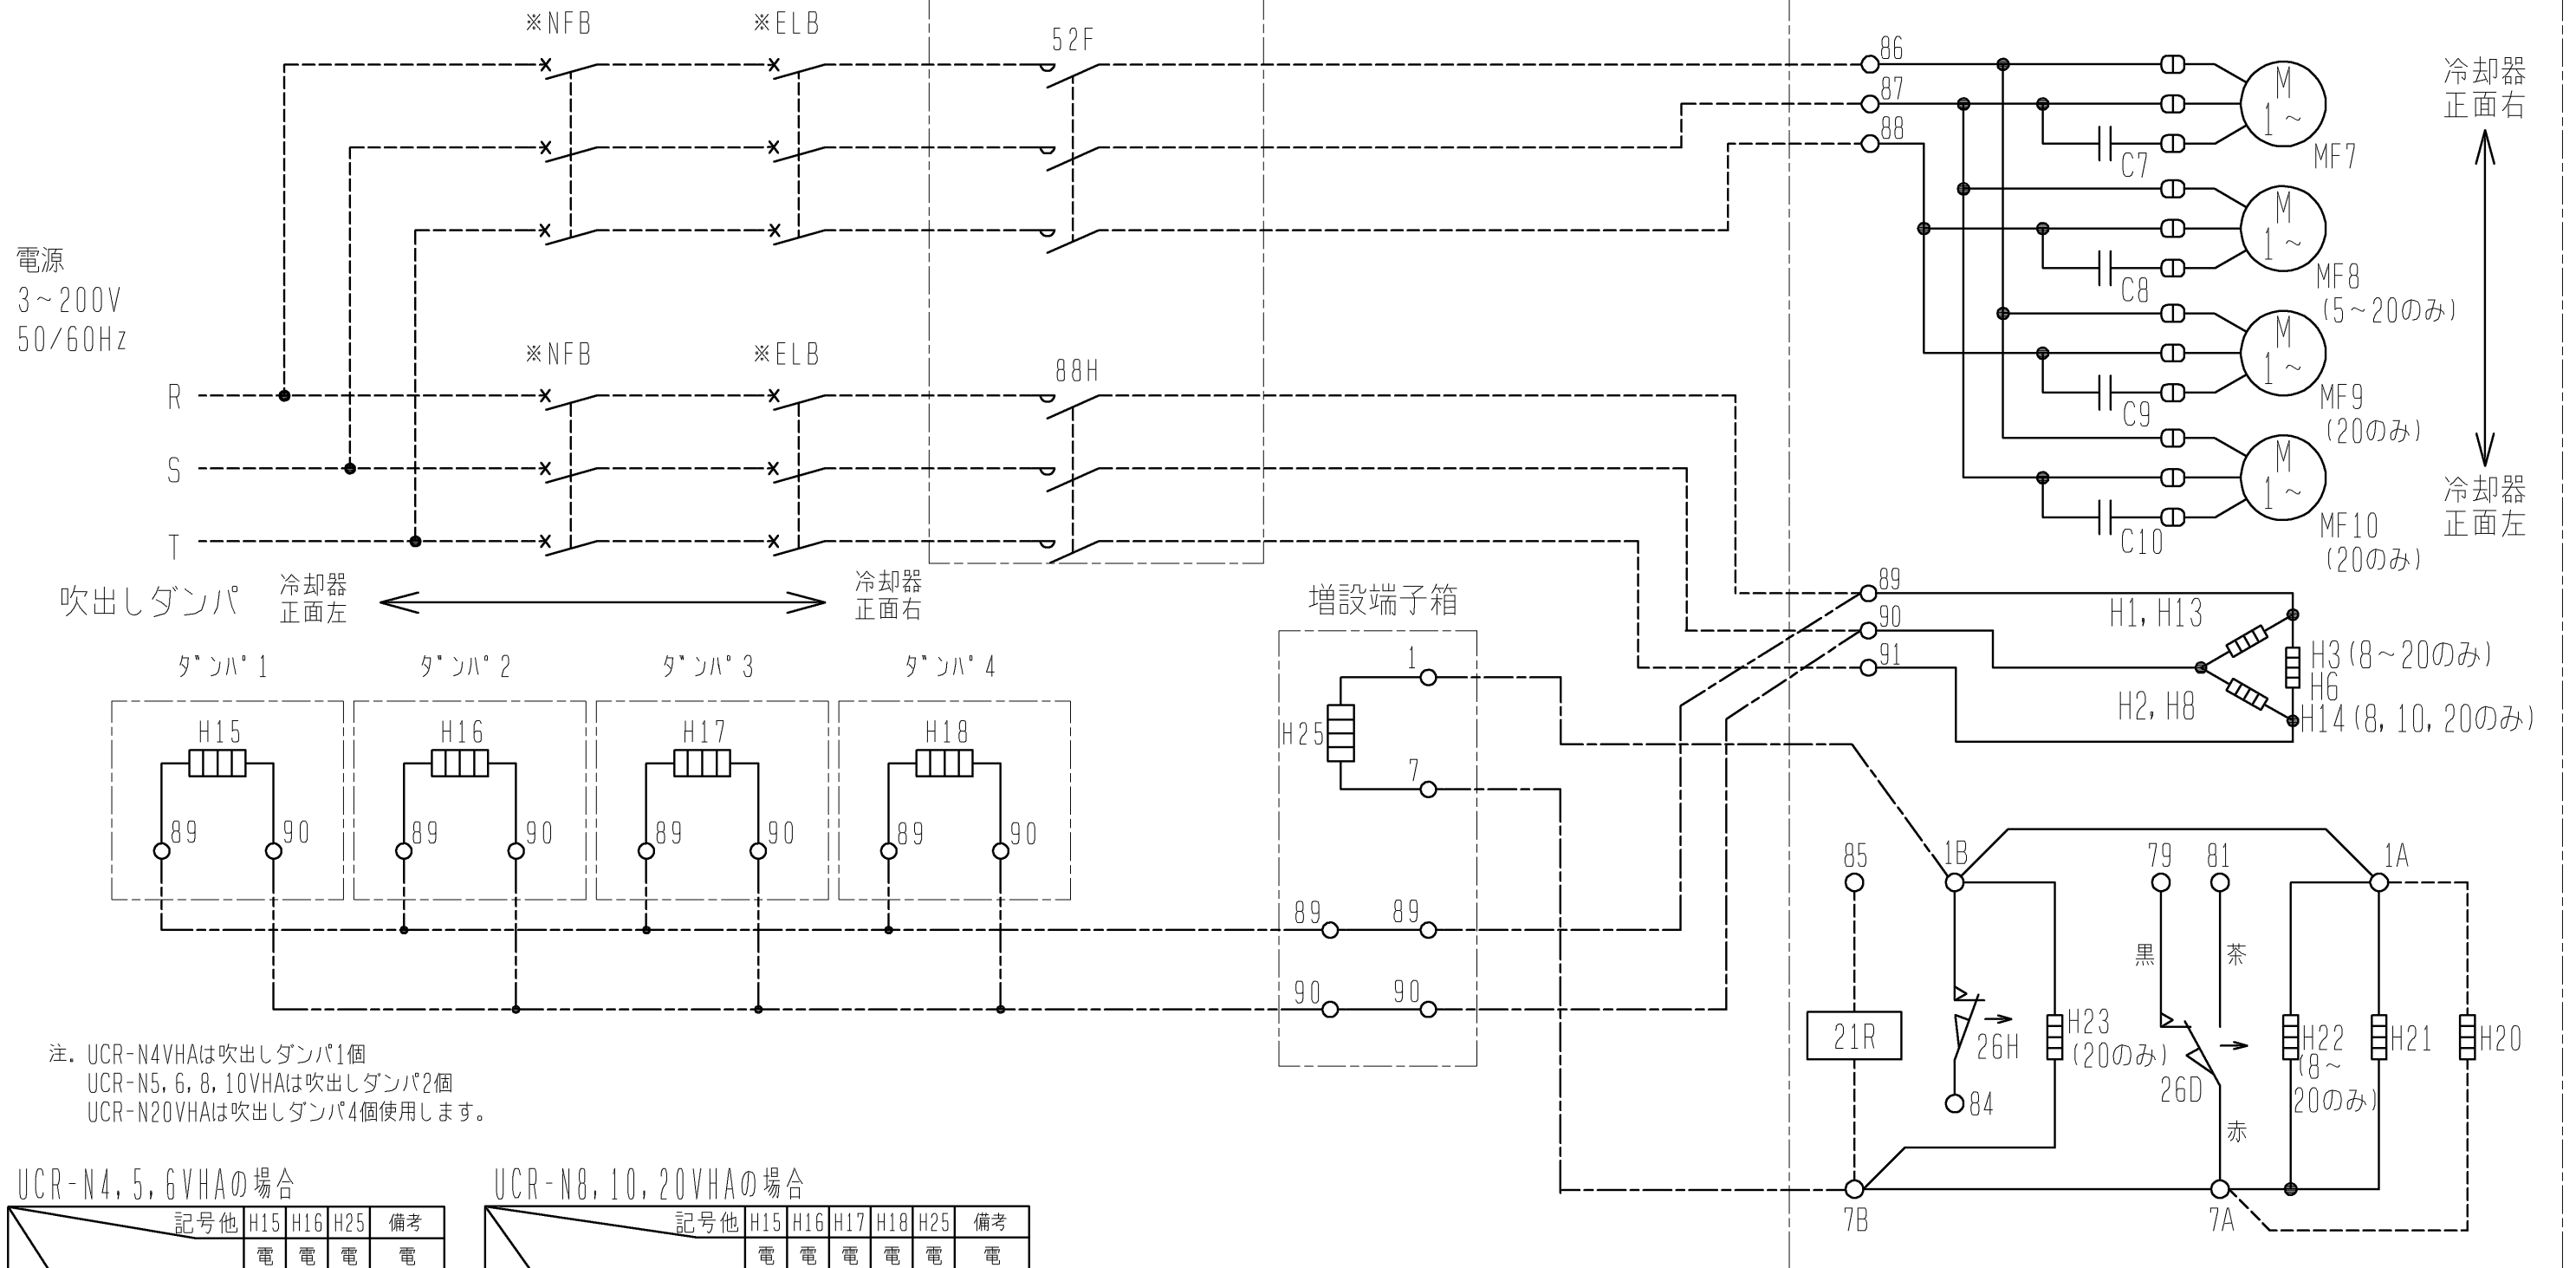 ※NFB
※ELB
52F
86
87
88
M
1~
MF7
C7
冷却器
正面右
M
1~
MF8
(5~20のみ)
C8
M
1~
MF9
(20のみ)
C9
M
1~
MF10
(20のみ)
C10
冷却器
正面左
電源
3~200V
50/60Hz
※NFB
※ELB
88H
R
S
T
吹出しダンパ
冷却器
正面左
冷却器
正面右
増設端子箱
89
90
91
H1, H13
H3(8~20のみ)
H6
H2, H8
H14(8, 10, 20のみ)
ダンパ1
ダンパ2
ダンパ3
ダンパ4
H15
H16
H17
H18
89
90
89
90
89
90
89
90
1
H25
7
89
89
90
90
85
1B
79
81
1A
黒
茶
21R
26H
H23
(20のみ)
84
26D
赤
H22
(8~
20のみ)
H21
H20
7B
7A
注. UCR-N4VHAは吹出しダンパ1個
UCR-N5, 6, 8, 10VHAは吹出しダンパ2個
UCR-N20VHAは吹出しダンパ4個使用します。
UCR-N4, 5, 6VHAの場合
記号他 H15 H16 H25 備考
電 電 電 電
UCR-N8, 10, 20VHAの場合
記号他 H15 H16 H17 H18 H25 備考
電 電 電 電 電 電